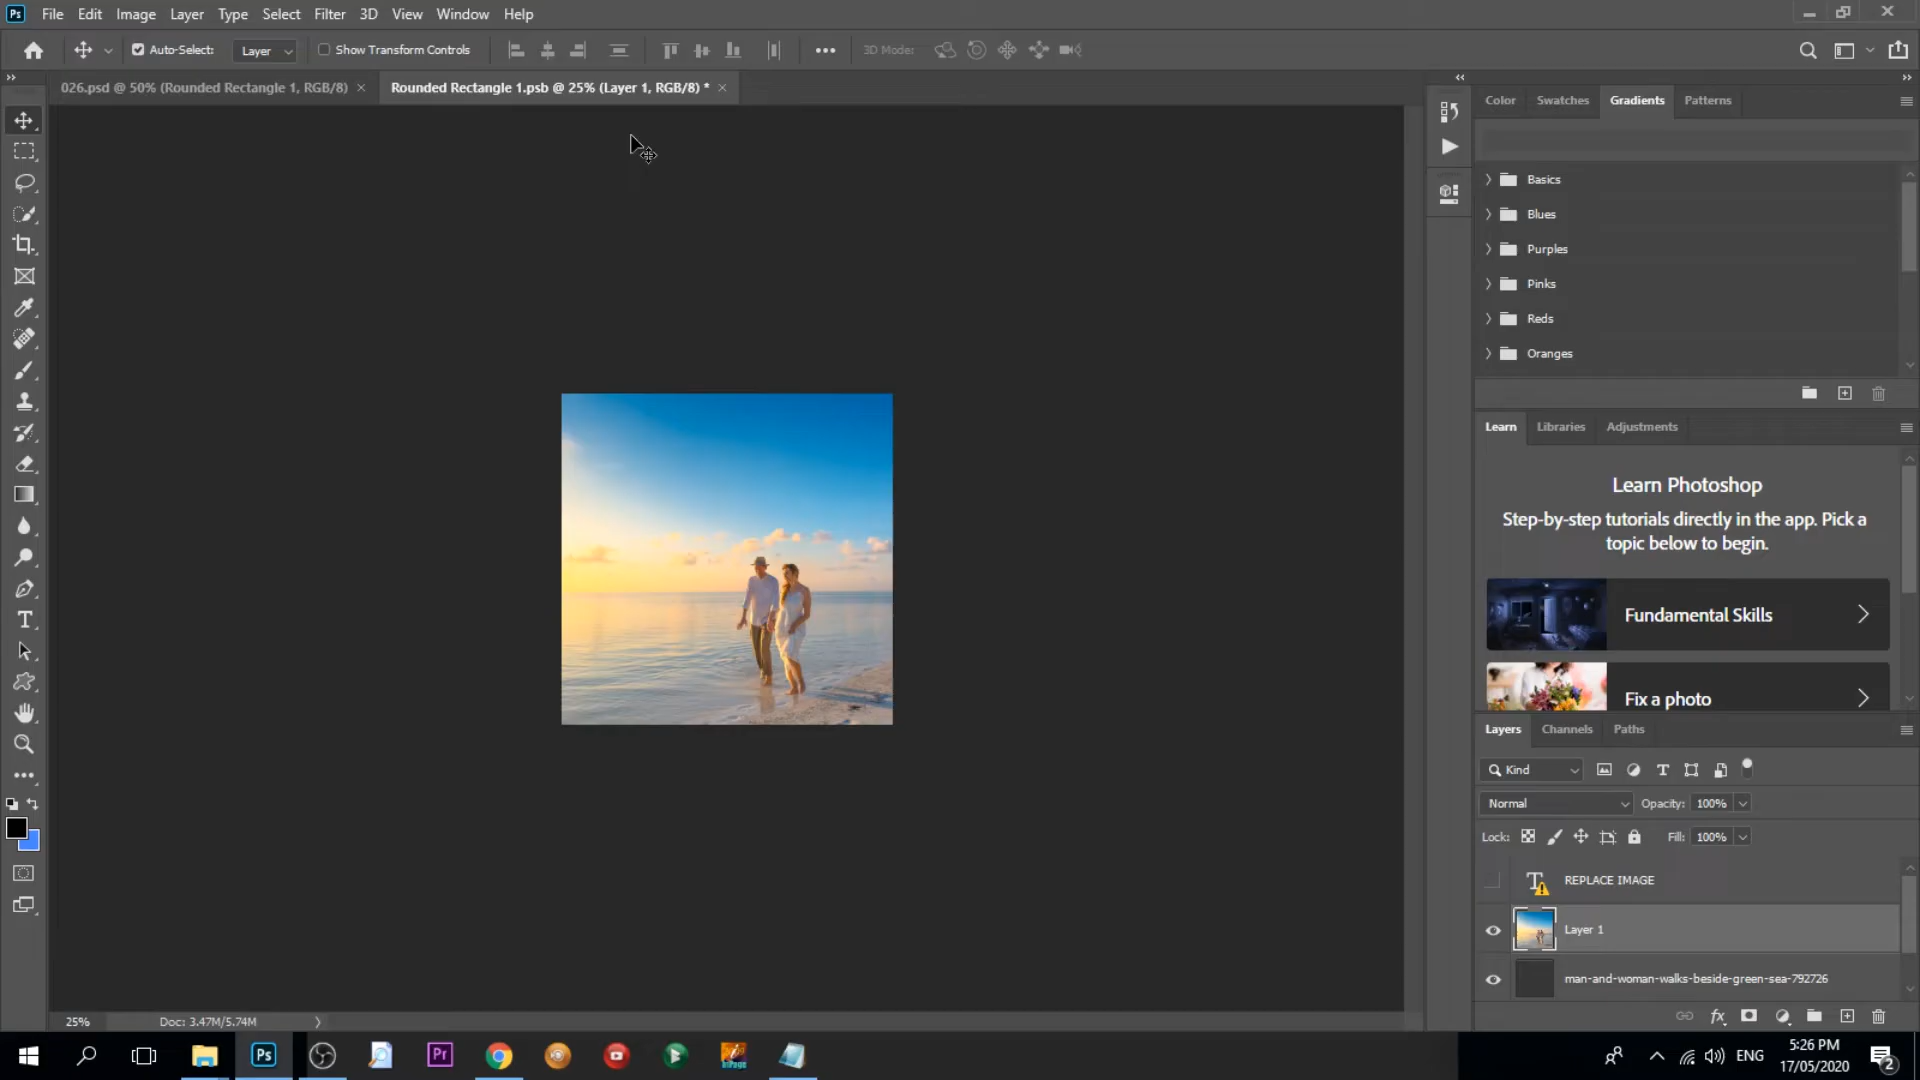 Ps File Edit Image Layer Type Select Filter 3D View Window Help
Auto-Select: Layer Show Transform Controls 3D Mode:
026.psd @ 50% (Rounded Rectangle 1, RGB/8) × Rounded Rectangle 1.psb @ 25% (Layer 1, RGB/8) * ×
Color Swatches Gradients Patterns
Basics
Blues
Purples
Pinks
Reds
Oranges
Learn Libraries Adjustments
Learn Photoshop
Step-by-step tutorials directly in the app. Pick a
topic below to begin.
Fundamental Skills
Fix a photo
Layers Channels Paths
Kind
Normal Opacity: 100%
Lock: Fill: 100%
REPLACE IMAGE
Layer 1
man-and-woman-walks-beside-green-sea-792726
25% Doc: 3.47M/5.74M
Ps Pr ENG
5:26 PM
17/05/2020
2